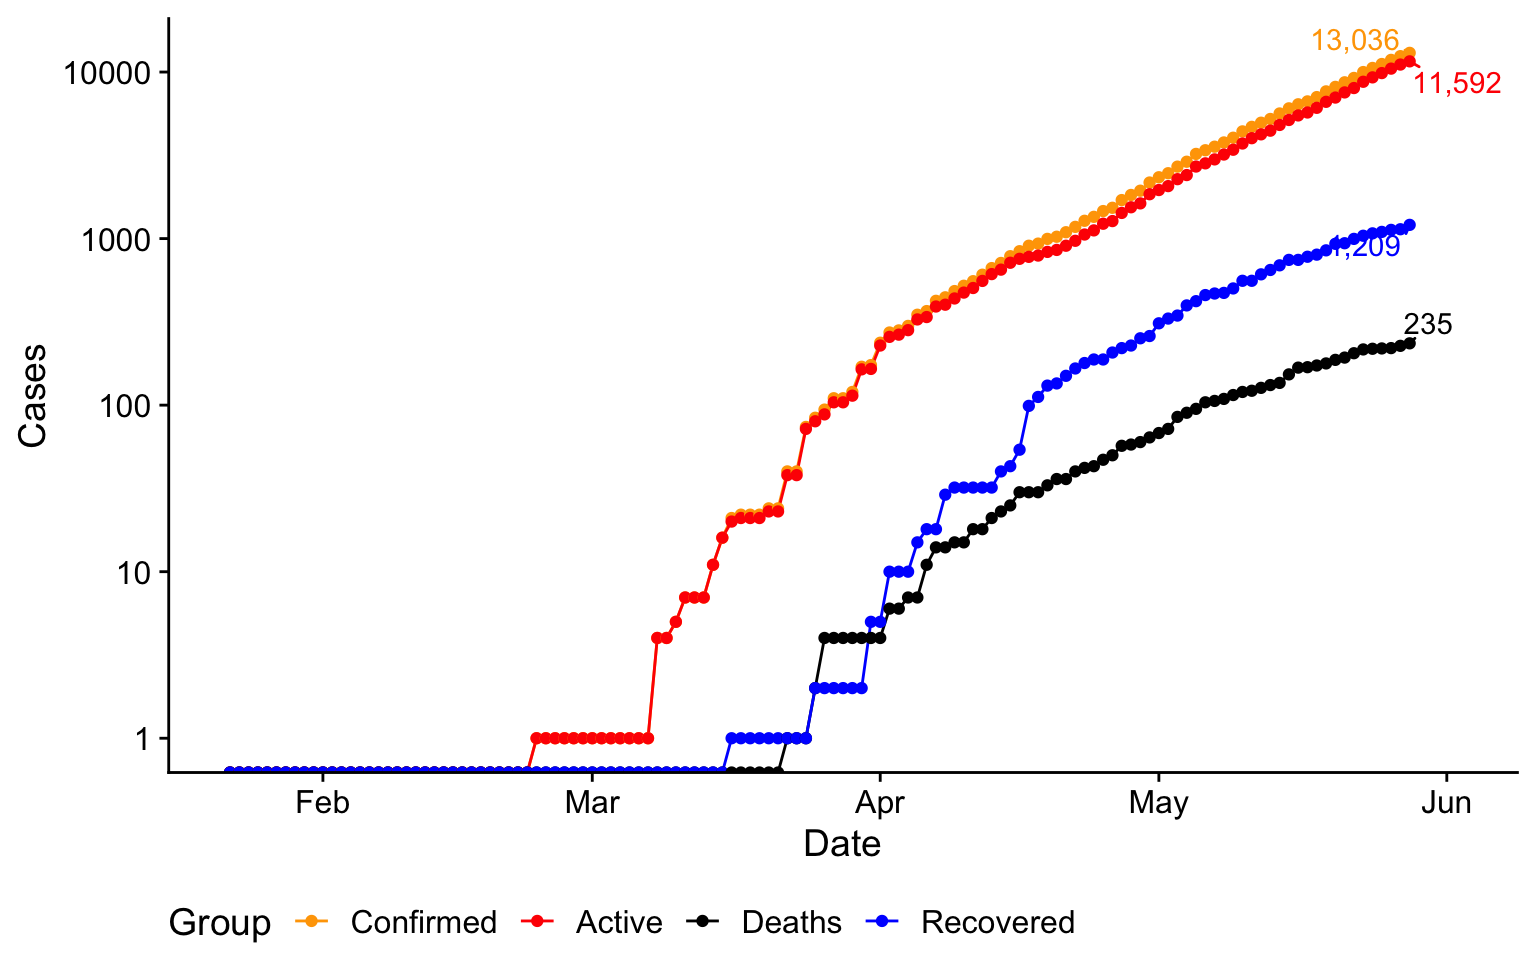 13,036
10000
11,592
1000
1,209
235
100
10
1
Cases
Feb Mar Apr May Jun
Date
Group Confirmed Active Deaths Recovered